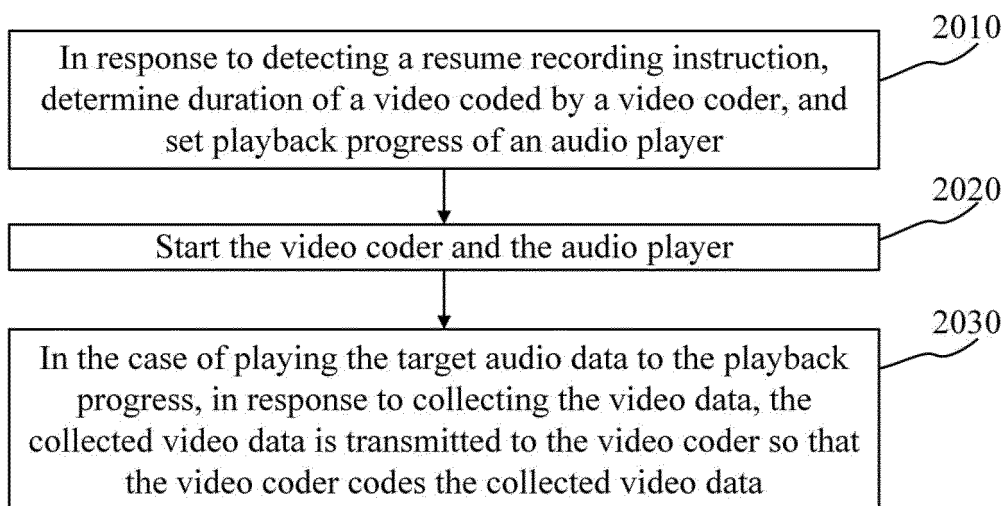 2010
In response to detecting a resume recording instruction,
determine duration of a video coded by a video coder, and
set playback progress of an audio player
2020
Start the video coder and the audio player
2030
In the case of playing the target audio data to the playback
progress, in response to collecting the video data, the
collected video data is transmitted to the video coder so that
the video coder codes the collected video data